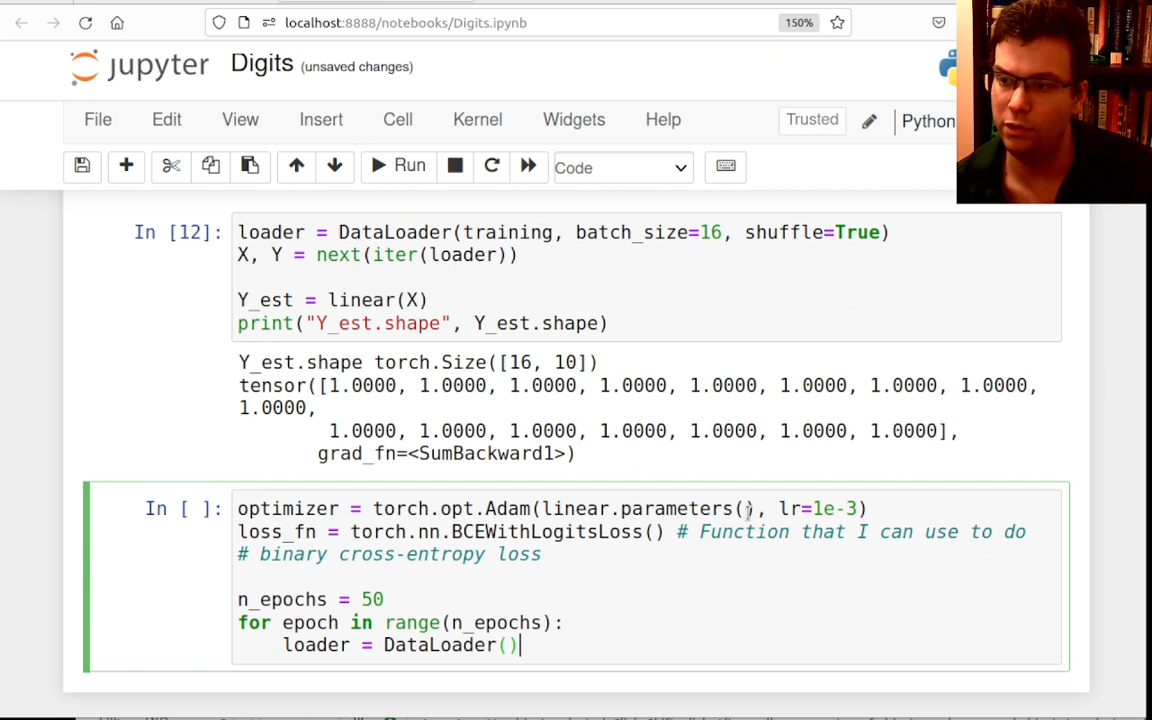 localhost:8888/notebooks/Digits.ipynb
150%
jupyter Digits (unsaved changes)
File Edit View Insert Cell Kernel Widgets Help
Trusted
Python
Run
Code
In [12]:
loader = DataLoader(training, batch_size=16, shuffle=True)
X, Y = next(iter(loader))
Y_est = linear(X)
print("Y_est.shape", Y_est.shape)
Y_est.shape torch.Size([16, 10])
tensor([1.0000, 1.0000, 1.0000, 1.0000, 1.0000, 1.0000, 1.0000, 1.0000,
1.0000,
1.0000, 1.0000, 1.0000, 1.0000, 1.0000, 1.0000, 1.0000],
grad_fn=<SumBackward1>)
In [ ]:
optimizer = torch.opt.Adam(linear.parameters(), lr=1e-3)
loss_fn = torch.nn.BCEWithLogitsLoss() # Function that I can use to do
# binary cross-entropy loss
n_epochs = 50
for epoch in range(n_epochs):
loader = DataLoader()